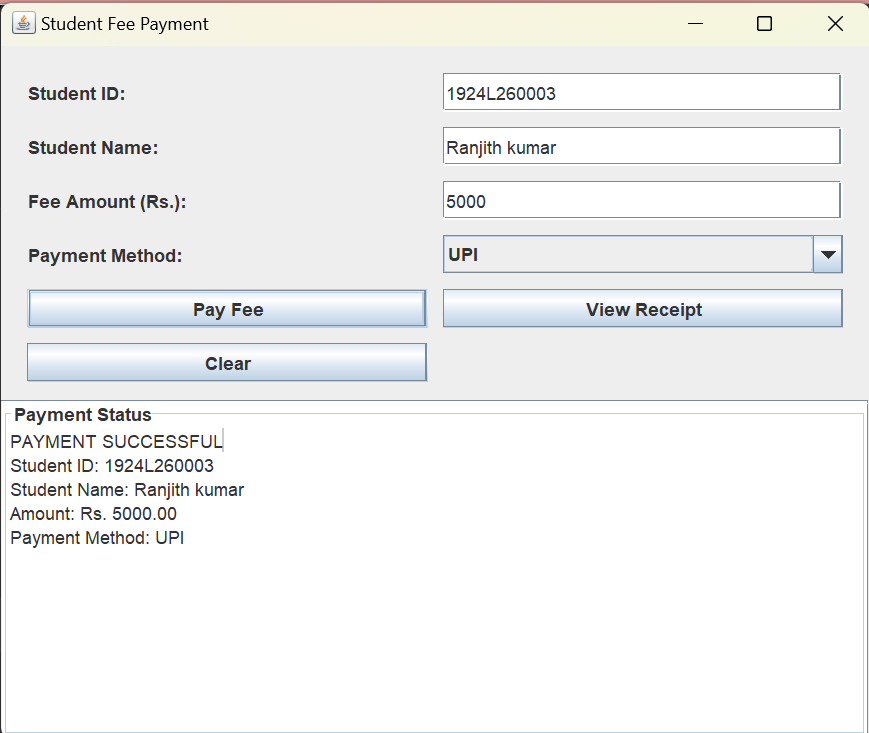 Student Fee Payment
Student ID: 1924L260003
Student Name: Ranjith kumar
Fee Amount (Rs.): 5000
Payment Method: UPI
Pay Fee View Receipt
Clear
Payment Status
PAYMENT SUCCESSFUL
Student ID: 1924L260003
Student Name: Ranjith kumar
Amount: Rs. 5000.00
Payment Method: UPI